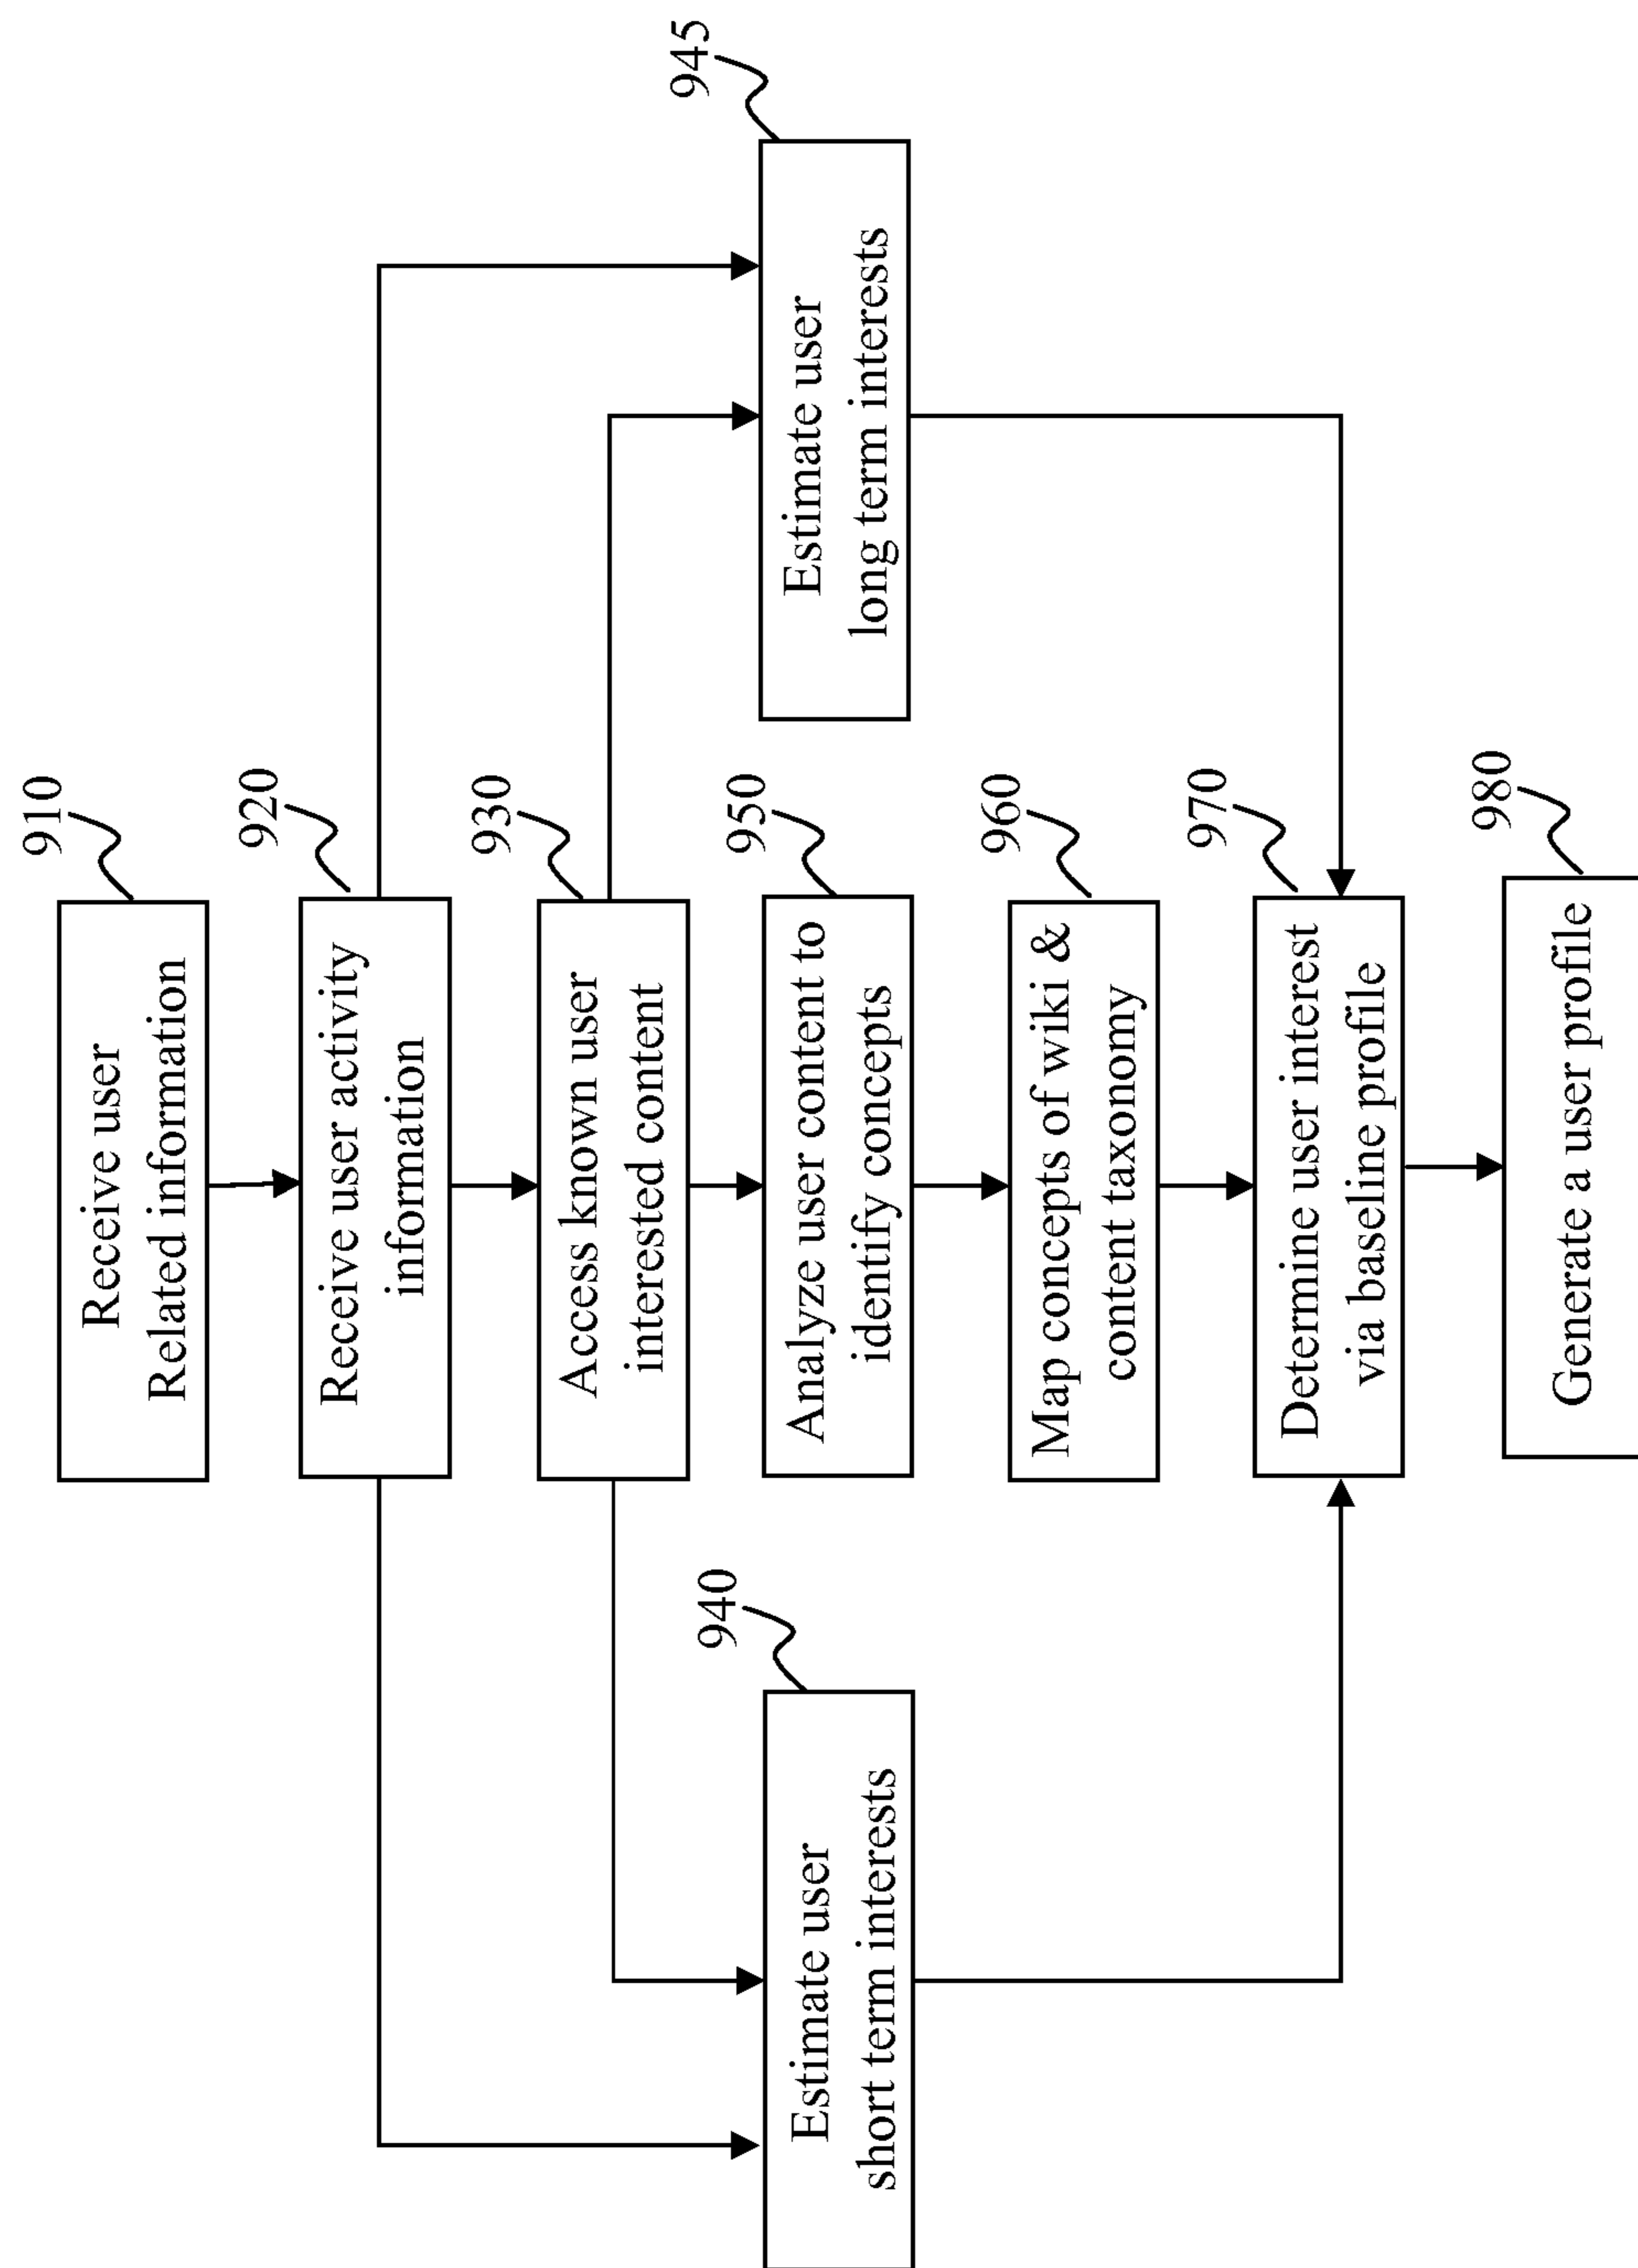 910
Receive user
Related information
920
Receive user activity
information
930
Access known user
interested content
940
Estimate user
short term interests
950
Analyze user content to
identify concepts
945
Estimate user
long term interests
960
Map concepts of wiki &
content taxonomy
970
Determine user interest
via baseline profile
980
Generate a user profile